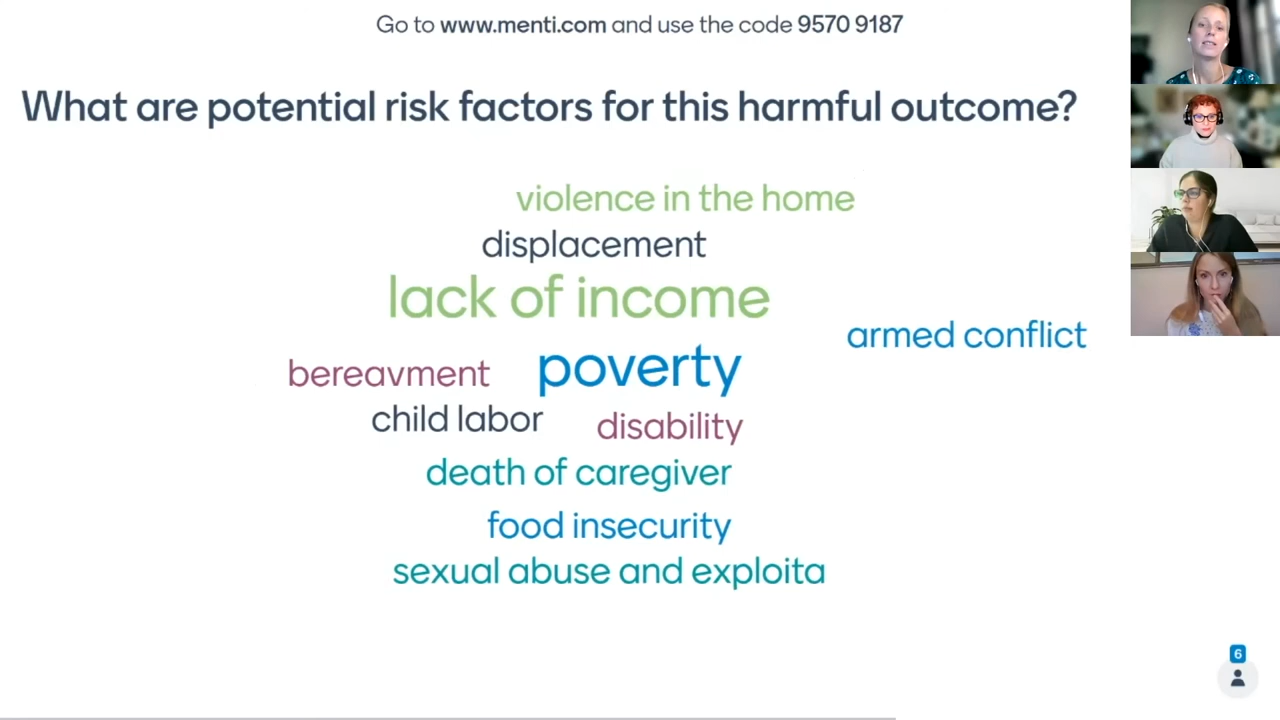 Go to www.menti.com and use the code 9570 9187
What are potential risk factors for this harmful outcome?
violence in the home
displacement
lack of income
armed conflict
bereavment
poverty
child labor
disability
death of caregiver
food insecurity
sexual abuse and exploita
6